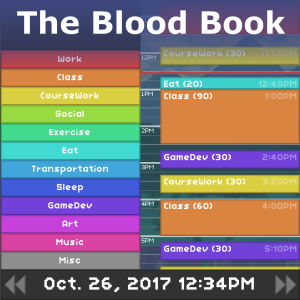 The Blood Book
Work
Class
CourseWork
Social
Exercise
Eat
Transportation
Sleep
GameDev
Art
Music
Misc
12PM
CourseWork (30)
Eat (20) 12:40PM
1PM
Class (90) 1:00PM
2PM
GameDev (30) 2:40PM
3PM
CourseWork (30) 3:20PM
4PM
Class (60) 4:00PM
5PM
GameDev (30) 5:10PM
Oct. 26, 2017 12:34PM